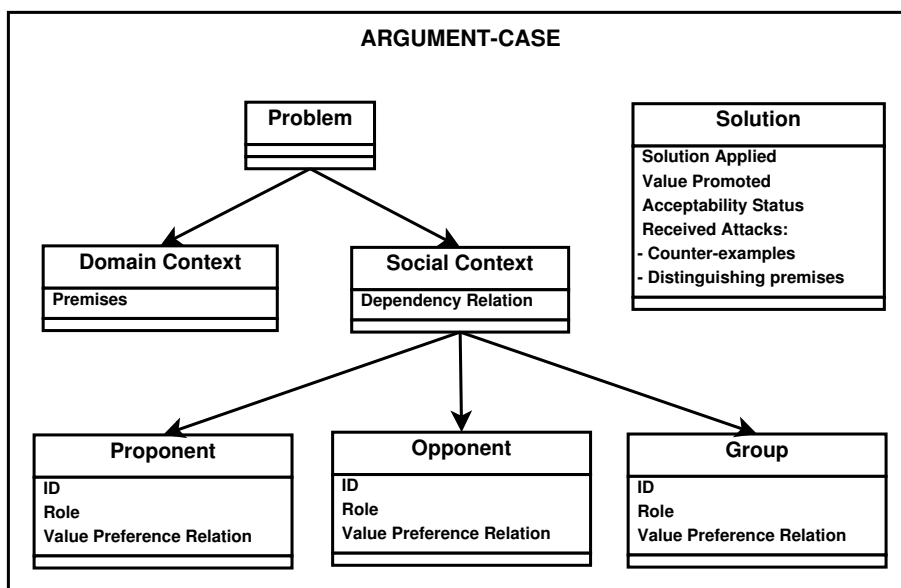 ARGUMENT-CASE
Problem
Solution
Solution Applied
Value Promoted
Acceptability Status
Received Attacks:
- Counter-examples
- Distinguishing premises
Domain Context
Premises
Social Context
Dependency Relation
Proponent
ID
Role
Value Preference Relation
Opponent
ID
Role
Value Preference Relation
Group
ID
Role
Value Preference Relation